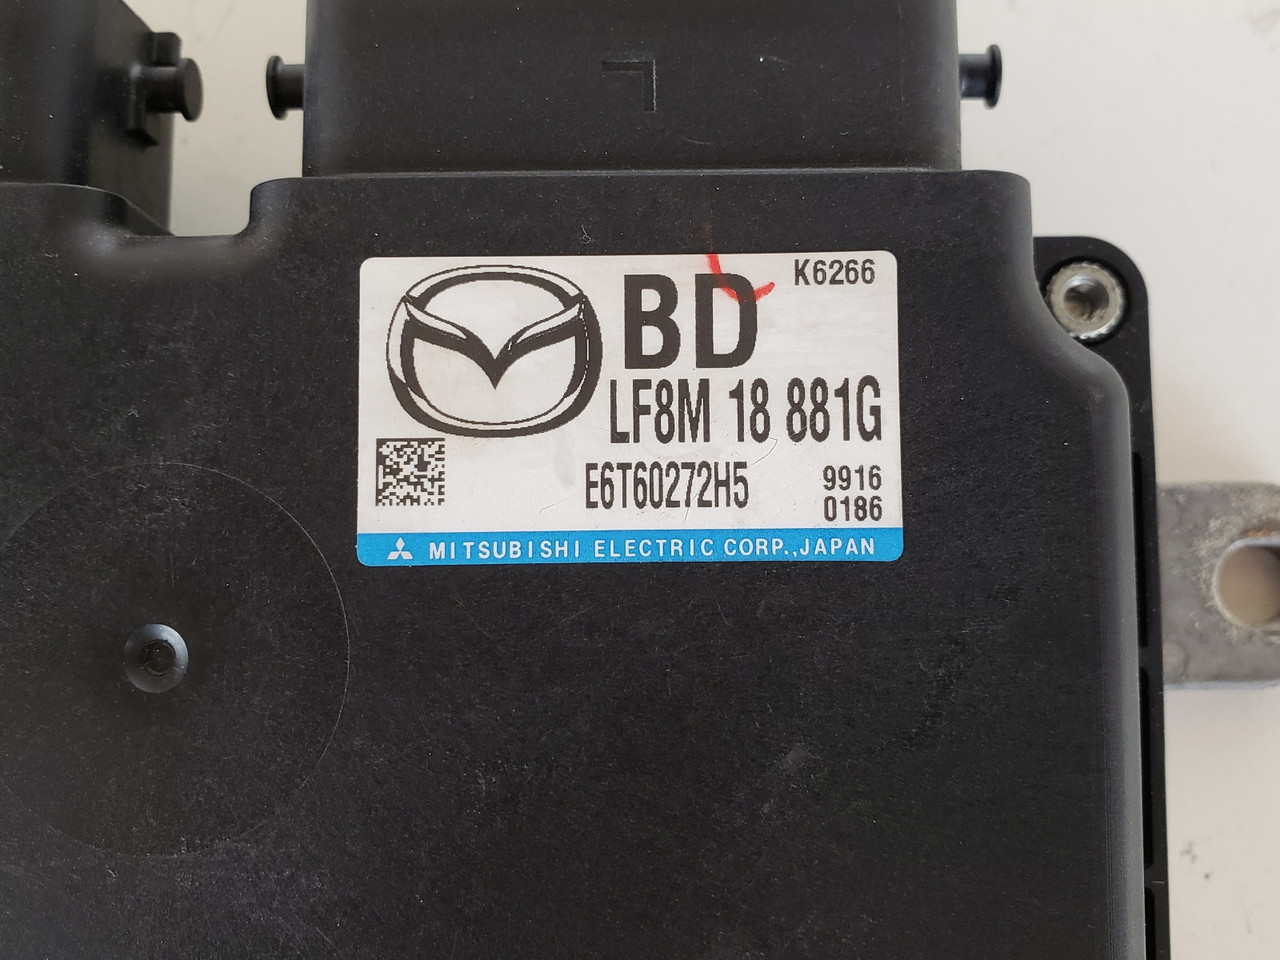 BD
K6266
LF8M 18 881G
E6T60272H5
9916
0186
MITSUBISHI ELECTRIC CORP.,JAPAN